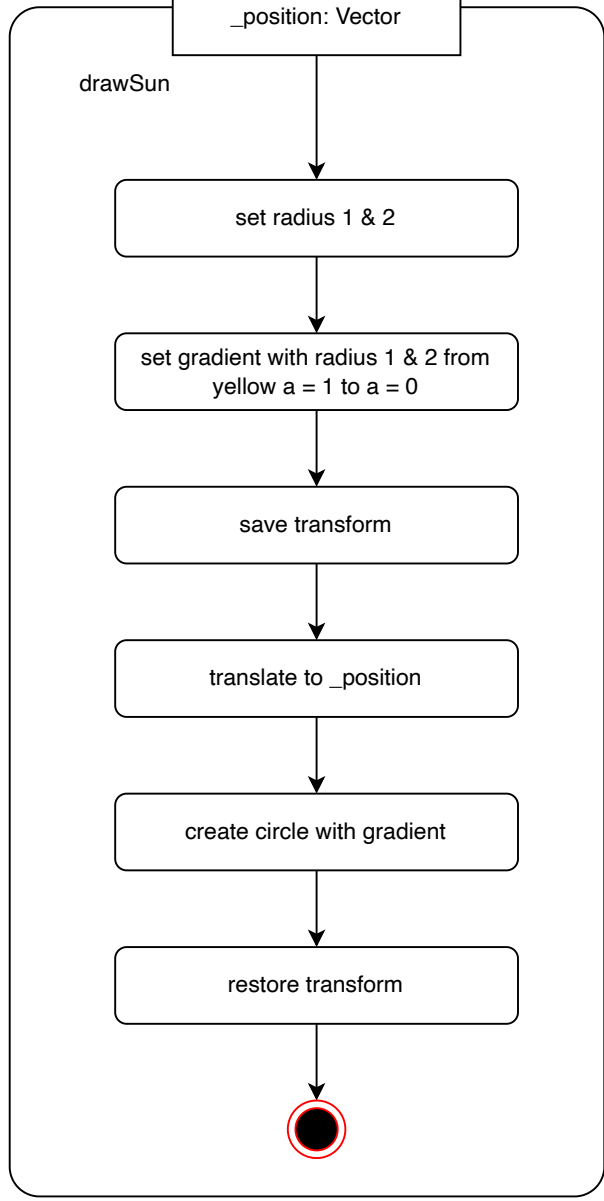 _position: Vector
drawSun
set radius 1 & 2
set gradient with radius 1 & 2 from
yellow a = 1 to a = 0
save transform
translate to _position
create circle with gradient
restore transform